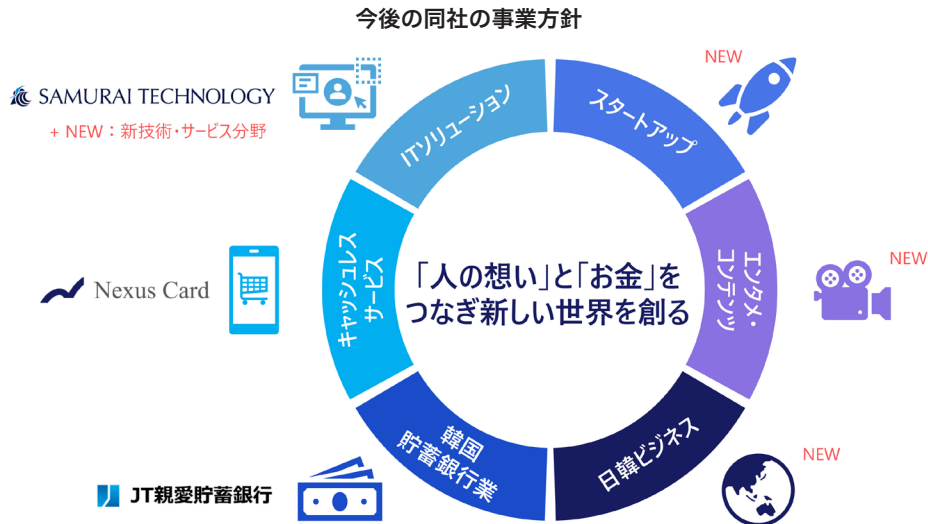 今後の同社の事業方針
SAMURAI TECHNOLOGY
+ NEW：新技術・サービス分野
ITソリューション
スタートアップ
NEW
Nexus Card
キャッシュレス
サービス
「人の想い」と「お金」を
つなぎ新しい世界を創る
エンタメ・
コンテンツ
NEW
JT親愛貯蓄銀行
韓国
貯蓄銀行業
日韓ビジネス
NEW